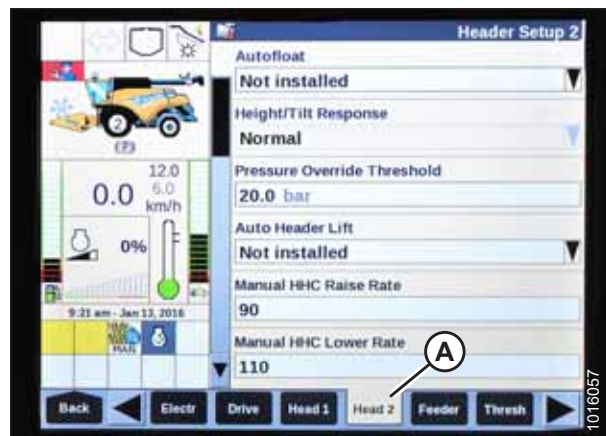 Header Setup 2
Autofloat
Not installed
Height/Tilt Response
Normal
Pressure Override Threshold
20.0 bar
Auto Header Lift
Not installed
Manual HHC Raise Rate
90
Manual HHC Lower Rate
110
2
(?)
12.0
0.0 6.0
km/h
0%
9:21 am - Jan 13, 2016
MAN
A
Back Electr Drive Head 1 Head 2 Feeder Thresh
1016057